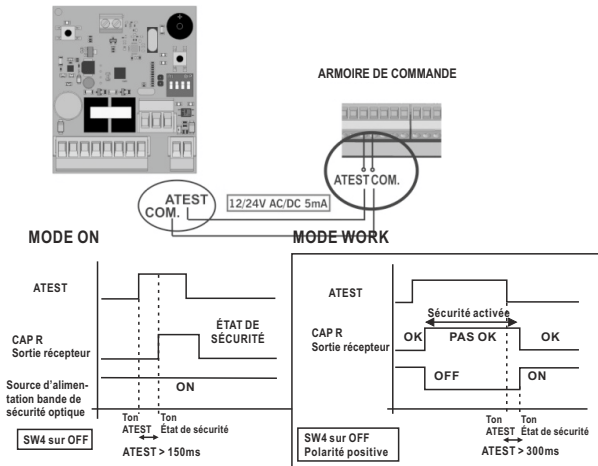 ARMOIRE DE COMMANDE
ATEST COM.
ATEST
COM.
12/24V AC/DC 5mA
MODE ON
ATEST
CAP R
Sortie récepteur
ÉTAT DE
SÉCURITÉ
Source d'alimen-
tation bande de
sécurité optique
ON
Ton
ATEST
Ton
État de sécurité
SW4 sur OFF
ATEST > 150ms
MODE WORK
ATEST
Sécurité activée
CAP R
Sortie récepteur
OK
PAS OK
OK
OFF
ON
Ton
ATEST
Ton
État de sécurité
SW4 sur OFF
Polarité positive
ATEST > 300ms